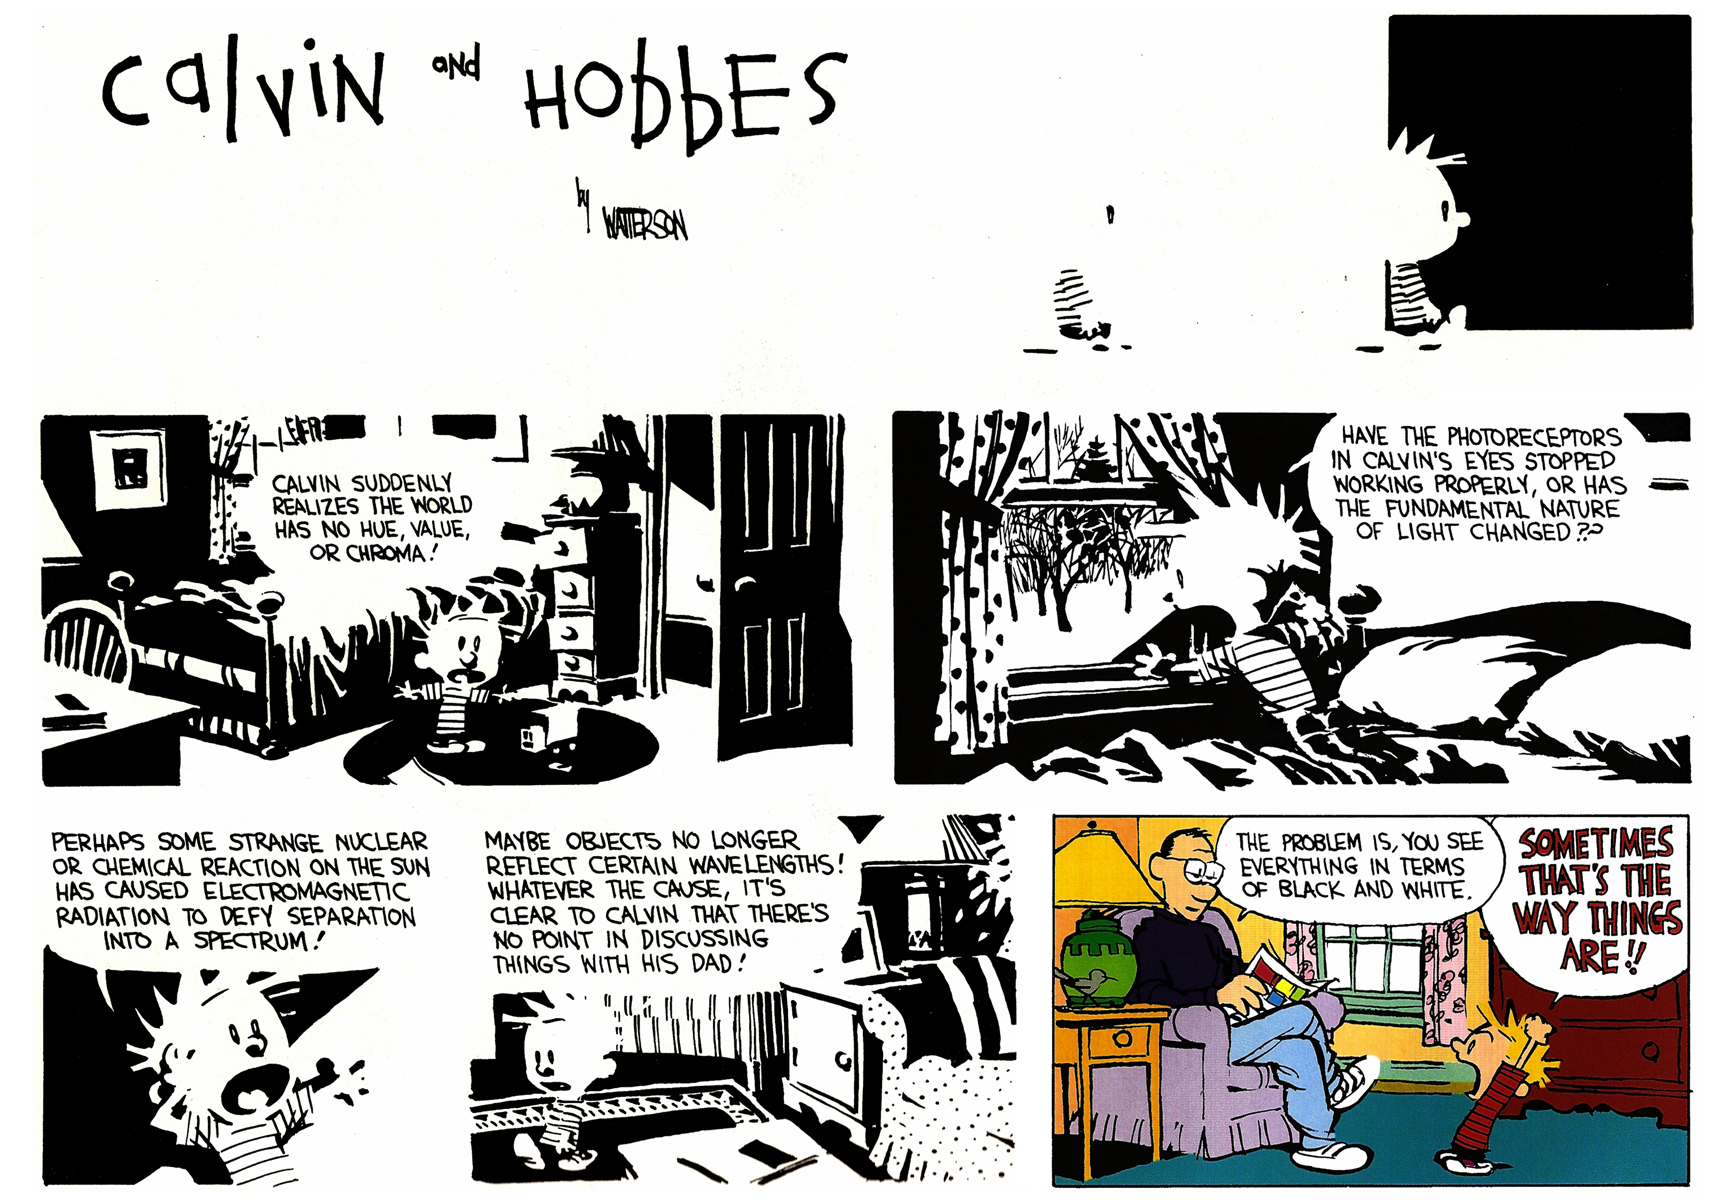 CALVIN AND HOBBES
by WATTERSON
CALVIN SUDDENLY
REALIZES THE WORLD
HAS NO HUE, VALUE,
OR CHROMA!
HAVE THE PHOTORECEPTORS
IN CALVIN'S EYES STOPPED
WORKING PROPERLY, OR HAS
THE FUNDAMENTAL NATURE
OF LIGHT CHANGED??
PERHAPS SOME STRANGE NUCLEAR
OR CHEMICAL REACTION ON THE SUN
HAS CAUSED ELECTROMAGNETIC
RADIATION TO DEFY SEPARATION
INTO A SPECTRUM!
MAYBE OBJECTS NO LONGER
REFLECT CERTAIN WAVELENGTHS!
WHATEVER THE CAUSE, IT'S
CLEAR TO CALVIN THAT THERE'S
NO POINT IN DISCUSSING
THINGS WITH HIS DAD!
THE PROBLEM IS, YOU SEE
EVERYTHING IN TERMS
OF BLACK AND WHITE.
SOMETIMES
THAT'S THE
WAY THINGS
ARE!!